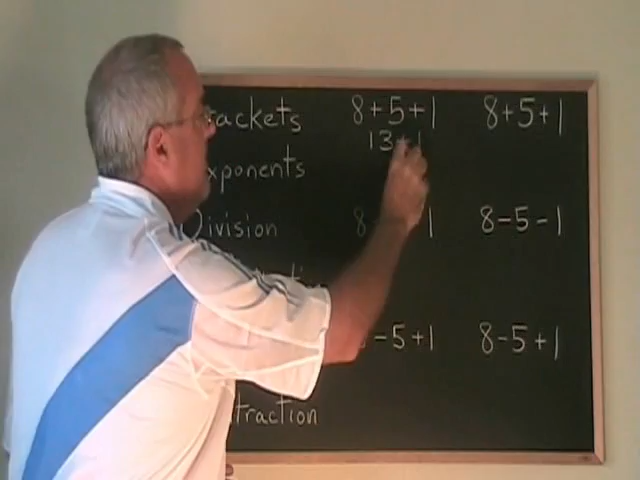 rackets 8+5+1 8+5+1
13+1
xponents
Division 8 1 8-5-1
-5+1 8-5+1
traction